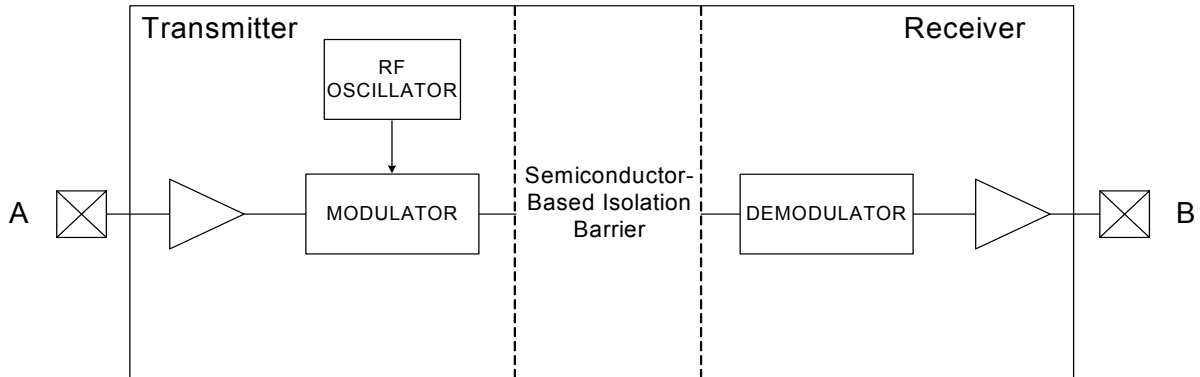 Transmitter
Receiver
RF
OSCILLATOR
A
MODULATOR
Semiconductor-
Based Isolation
Barrier
DEMODULATOR
B